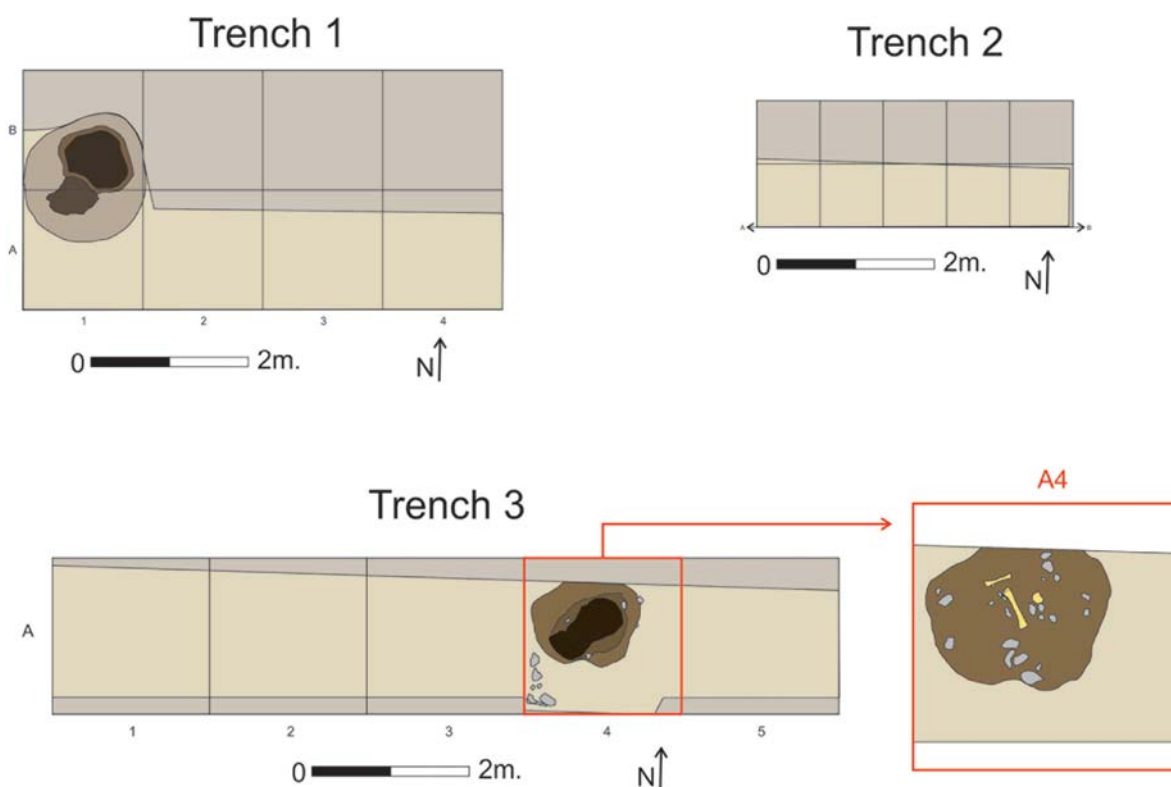 Trench 1
B
A
1 2 3 4
0 2m.
N
Trench 2
A B
0 2m.
N
Trench 3
A
1 2 3 4 5
0 2m.
N
A4